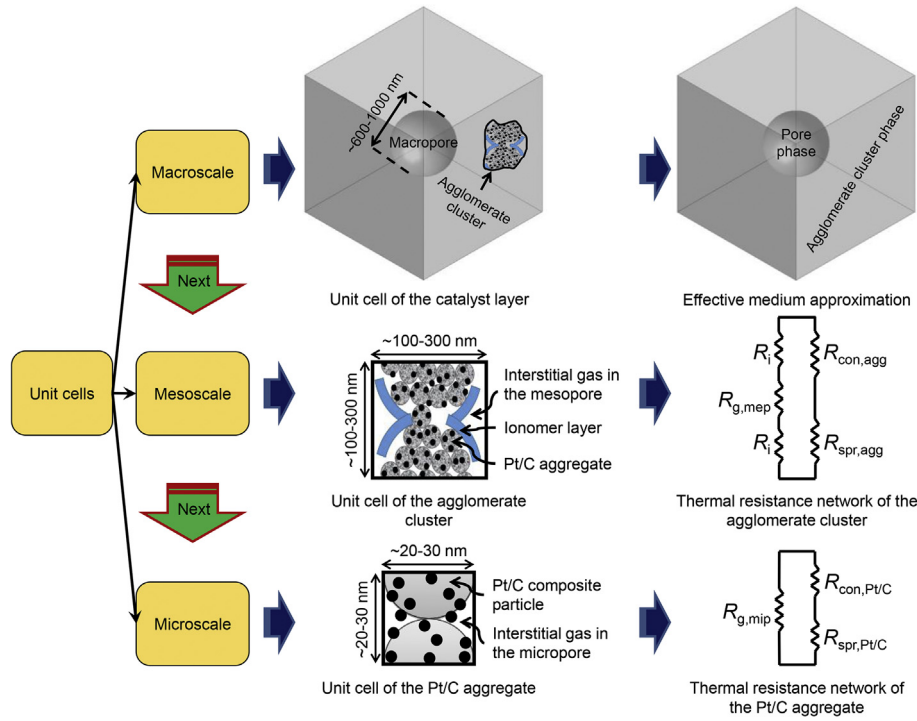 Unit cells
Macroscale
Next
Mesoscale
Next
Microscale
~600-1000 nm
Macropore
Agglomerate
cluster
Unit cell of the catalyst layer
Pore
phase
Agglomerate cluster phase
Effective medium approximation
~100-300 nm
~100-300 nm
Interstitial gas in
the mesopore
Ionomer layer
Pt/C aggregate
Unit cell of the agglomerate
cluster
Ri
Rg,mep
Ri
Rcon,agg
Rspr,agg
Thermal resistance network of the
agglomerate cluster
~20-30 nm
~20-30 nm
Pt/C composite
particle
Interstitial gas in
the micropore
Unit cell of the Pt/C aggregate
Rg,mip
Rcon,Pt/C
Rspr,Pt/C
Thermal resistance network of
the Pt/C aggregate